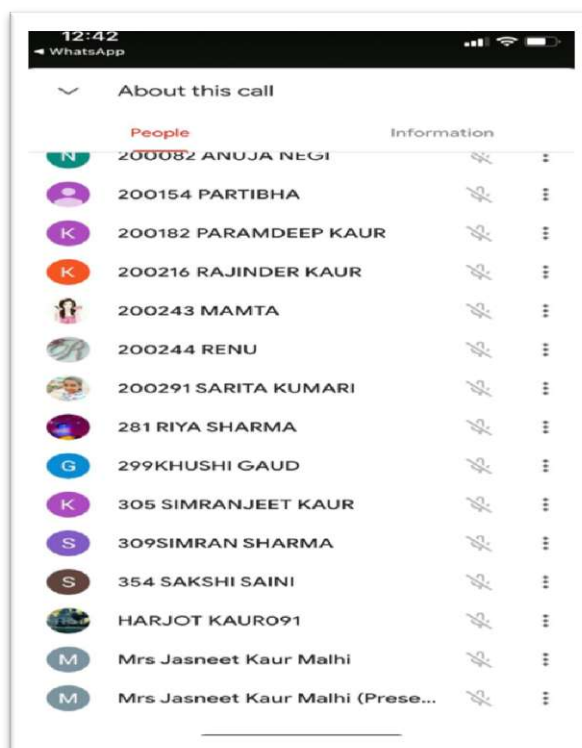 12:42
WhatsApp
About this call
People Information
N 200082 ANUJA NEGI
200154 PARTIBHA
K 200182 PARAMDEEP KAUR
K 200216 RAJINDER KAUR
200243 MAMTA
200244 RENU
200291 SARITA KUMARI
281 RIYA SHARMA
G 299KHUSHI GAUD
K 305 SIMRANJEET KAUR
S 309SIMRAN SHARMA
S 354 SAKSHI SAINI
HARJOT KAUR091
M Mrs Jasneet Kaur Malhi
M Mrs Jasneet Kaur Malhi (Prese...